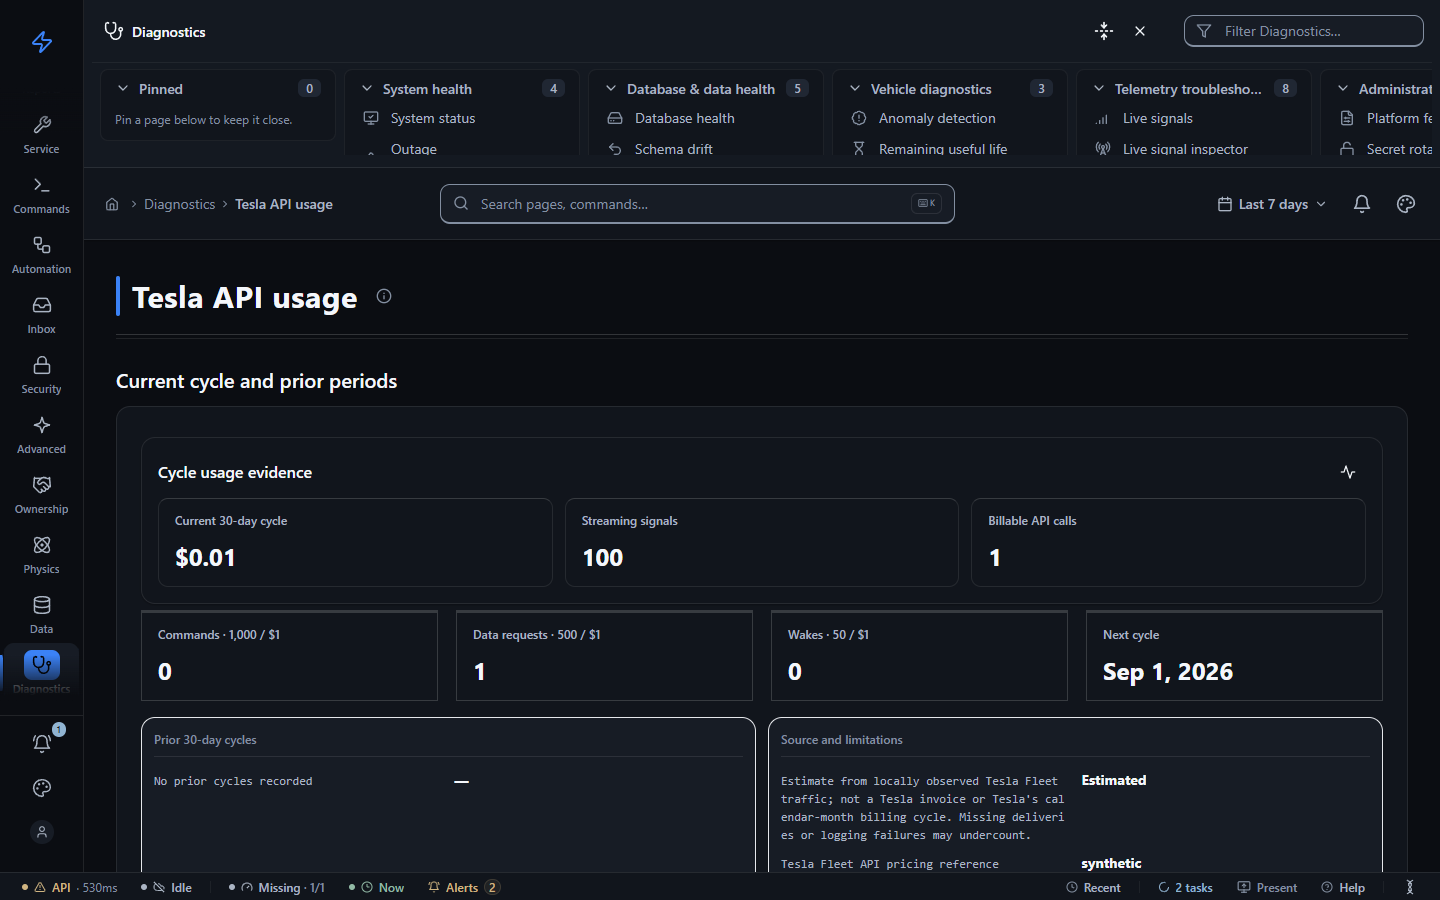 Diagnostics
Filter Diagnostics...
Pinned 0
Pin a page below to keep it close.
System health 4
System status
Outage
Database & data health 5
Database health
Schema drift
Vehicle diagnostics 3
Anomaly detection
Remaining useful life
Telemetry troublesho... 8
Live signals
Live signal inspector
Administrat
Platform fe
Secret rota
Diagnostics
Tesla API usage
Search pages, commands...
K
Last 7 days
Service
Commands
Automation
Inbox
Security
Advanced
Ownership
Physics
Data
Diagnostics
1
Tesla API usage
Current cycle and prior periods
Cycle usage evidence
Current 30-day cycle
$0.01
Streaming signals
100
Billable API calls
1
Commands · 1,000 / $1
0
Data requests · 500 / $1
1
Wakes · 50 / $1
0
Next cycle
Sep 1, 2026
Prior 30-day cycles
No prior cycles recorded —
Source and limitations
Estimate from locally observed Tesla Fleet
traffic; not a Tesla invoice or Tesla's cal
endar-month billing cycle. Missing deliveri
es or logging failures may undercount.
Estimated
Tesla Fleet API pricing reference
synthetic
API · 530ms
Idle
Missing · 1/1
Now
Alerts 2
Recent
2 tasks
Present
Help